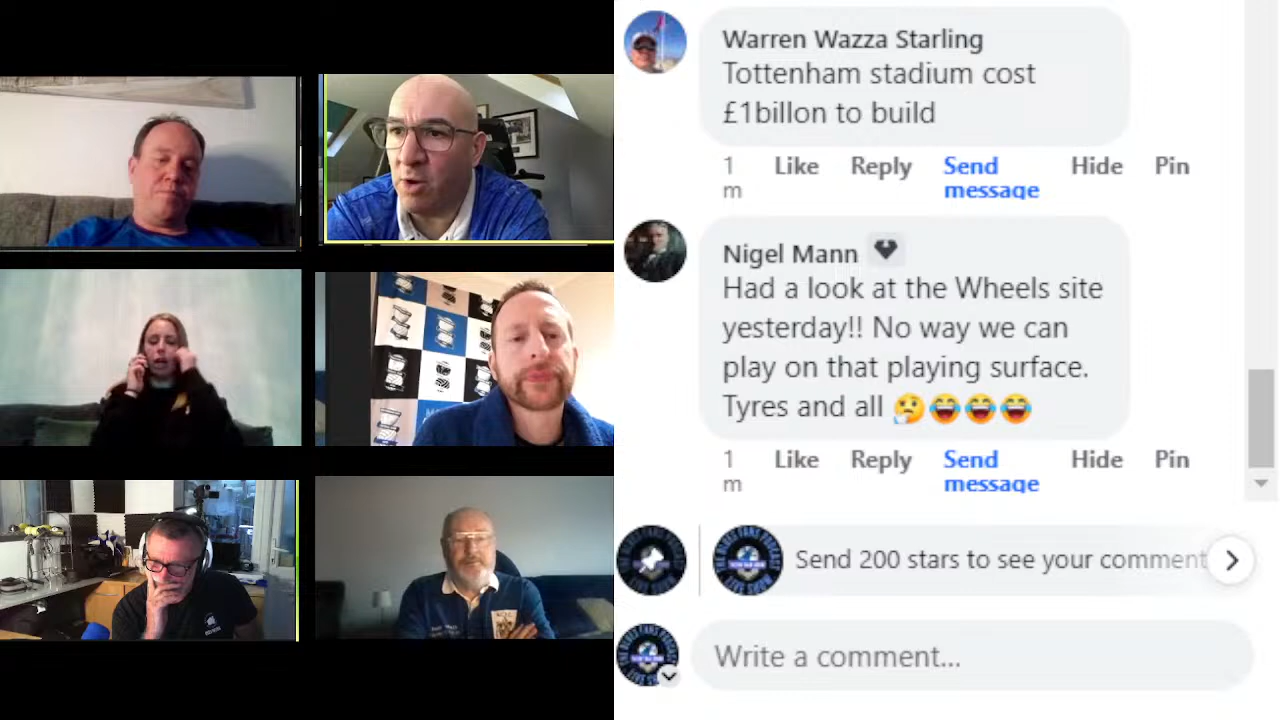 Warren Wazza Starling
Tottenham stadium cost
£1billon to build
1 m Like Reply Send message Hide Pin
Nigel Mann
Had a look at the Wheels site
yesterday!! No way we can
play on that playing surface.
Tyres and all 🤔😂😂😂
1 m Like Reply Send message Hide Pin
Send 200 stars to see your comment
Write a comment...